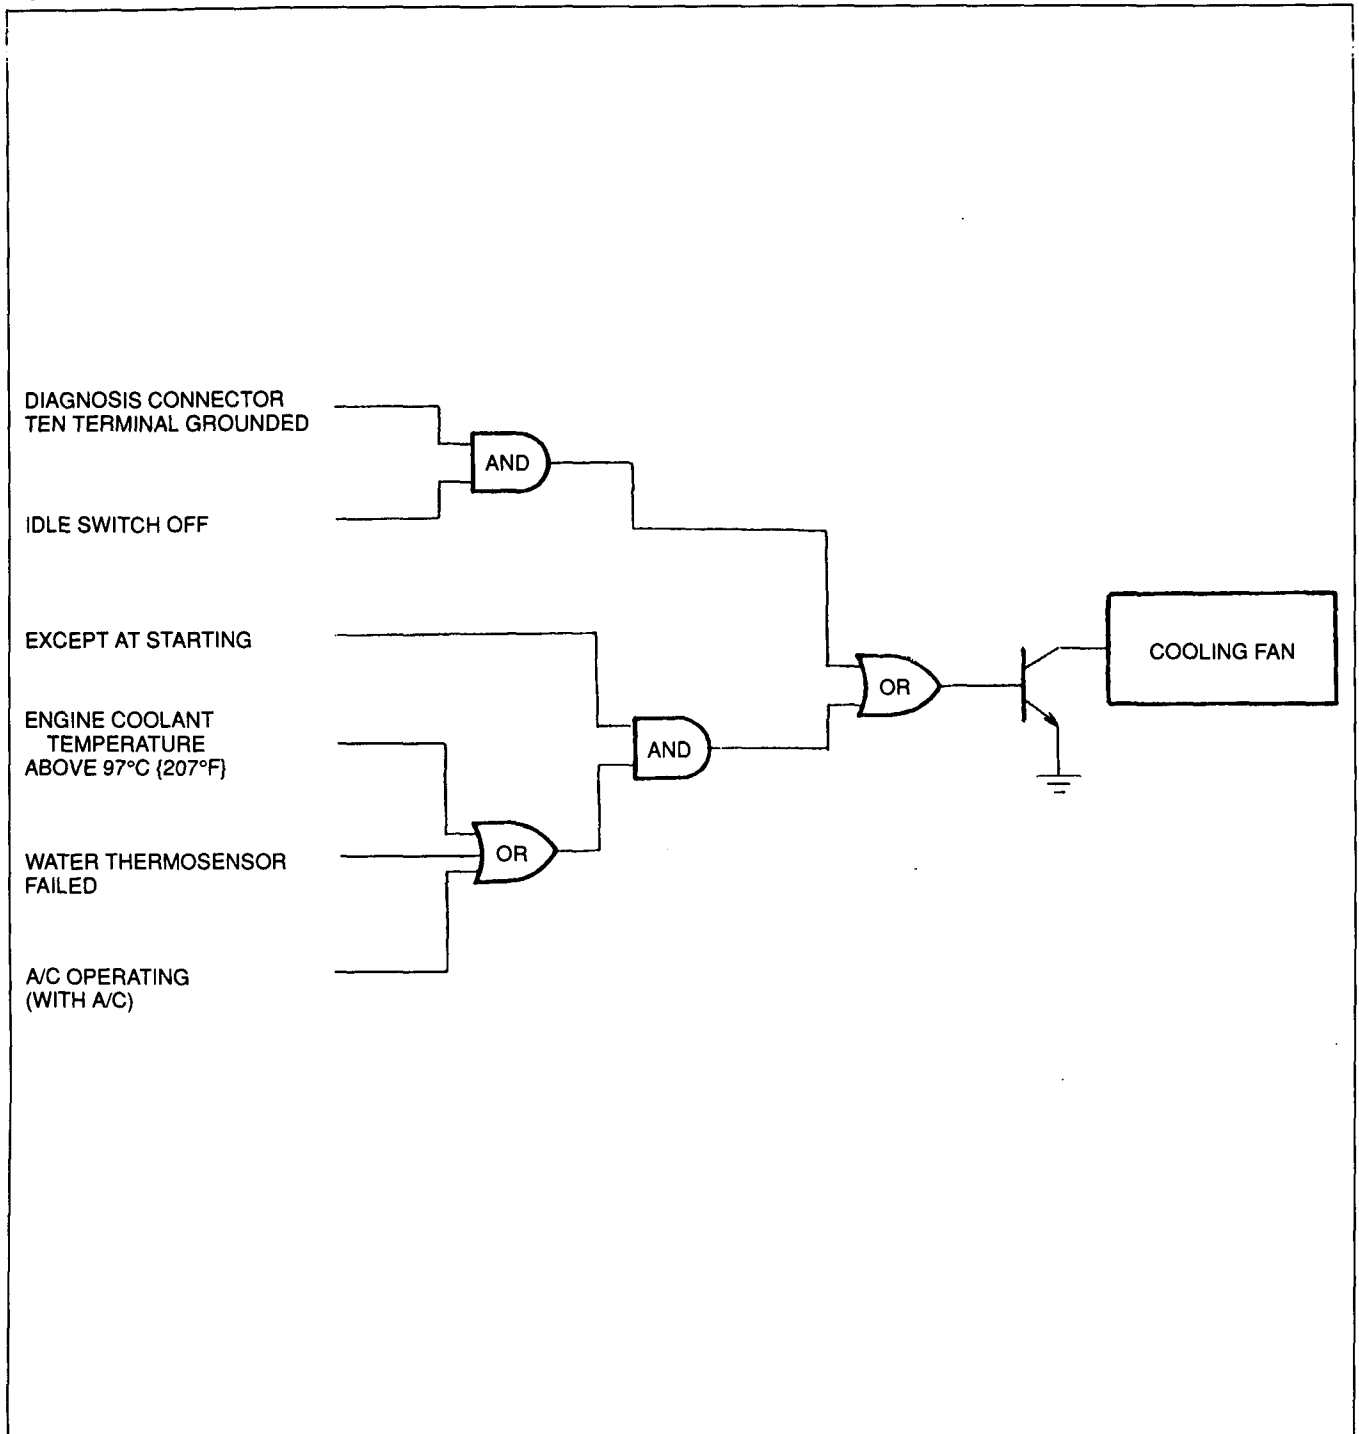 DIAGNOSIS CONNECTOR
TEN TERMINAL GROUNDED
AND
IDLE SWITCH OFF
EXCEPT AT STARTING
COOLING FAN
OR
ENGINE COOLANT
TEMPERATURE
ABOVE 97°C {207°F}
AND
WATER THERMOSENSOR
FAILED
OR
A/C OPERATING
(WITH A/C)